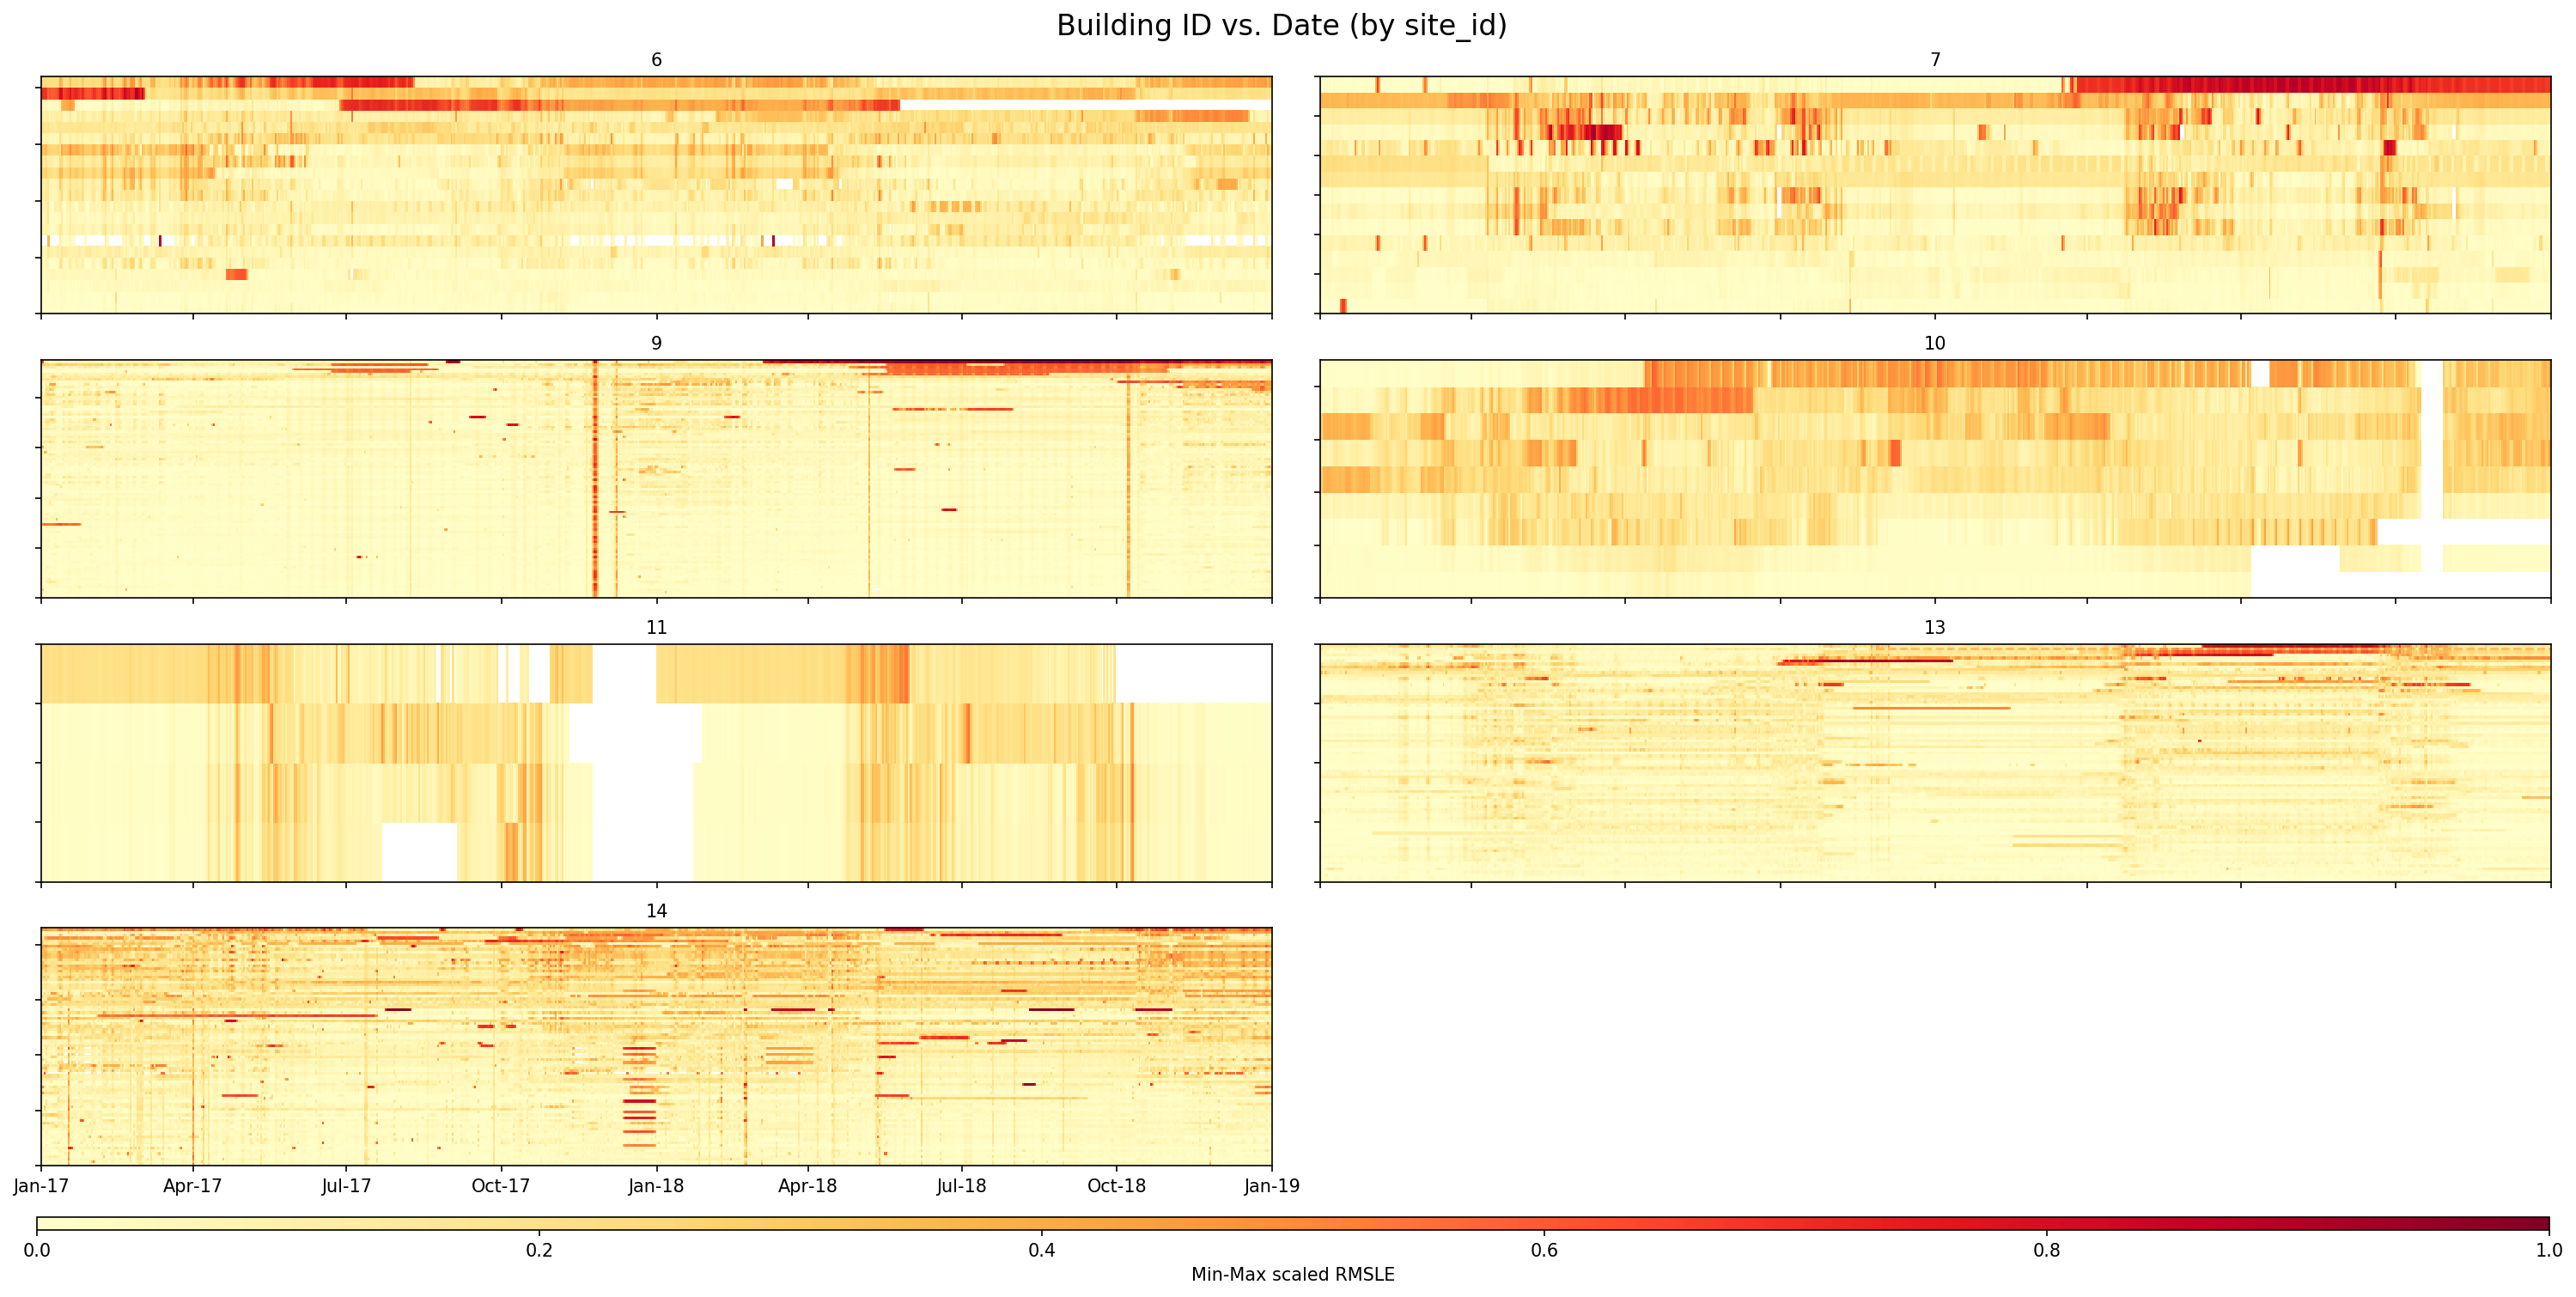 Building ID vs. Date (by site_id)
6
7
9
10
11
13
14
Jan-17 Apr-17 Jul-17 Oct-17 Jan-18 Apr-18 Jul-18 Oct-18 Jan-19
0.0 0.2 0.4 0.6 0.8 1.0
Min-Max scaled RMSLE